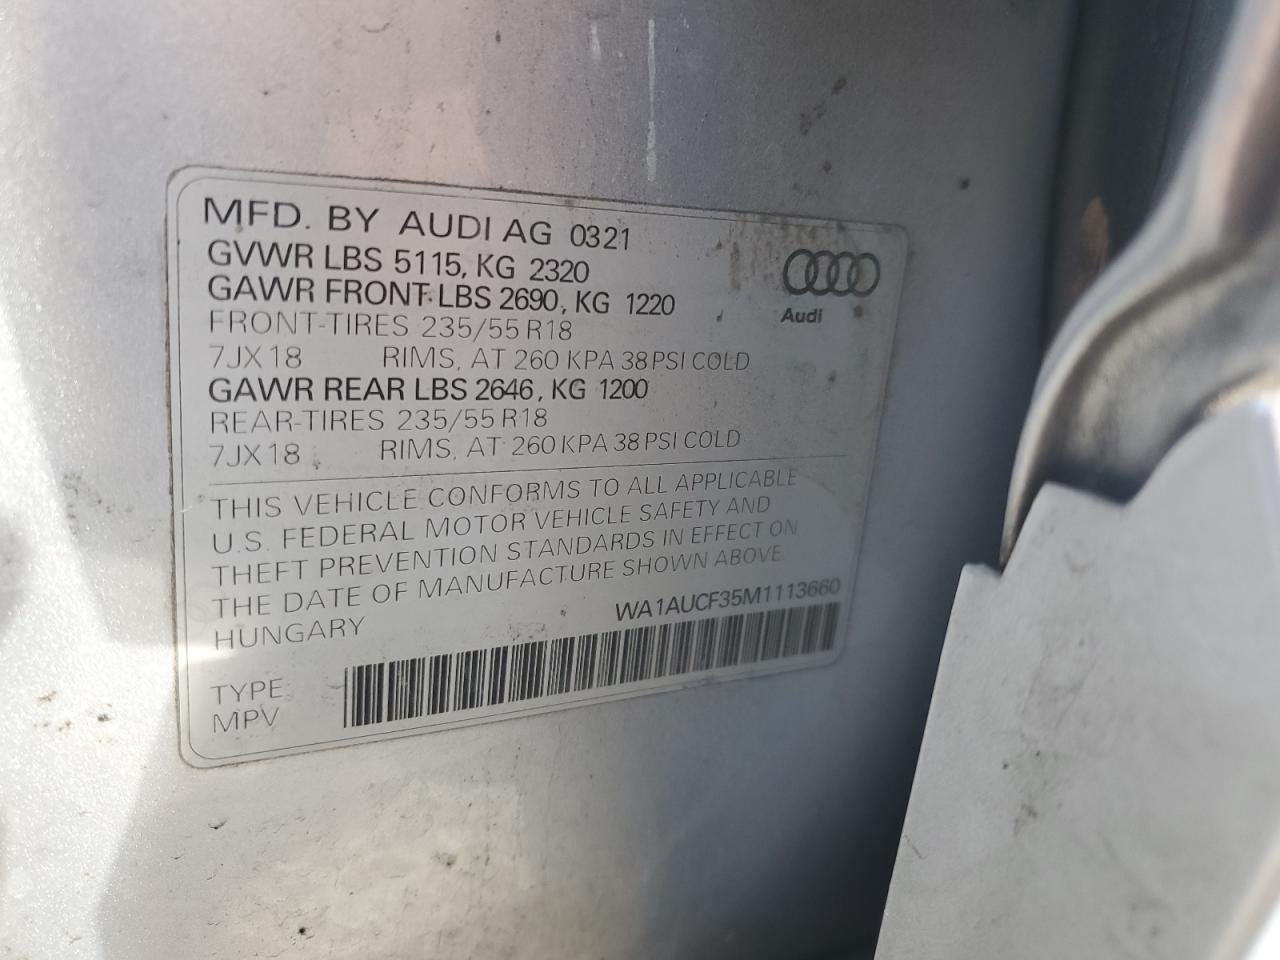 MFD. BY AUDI AG 0321
GVWR LBS 5115, KG 2320
GAWR FRONT LBS 2690, KG 1220
FRONT-TIRES 235/55 R18
7JX18 RIMS, AT 260 KPA 38 PSI COLD
GAWR REAR LBS 2646, KG 1200
REAR-TIRES 235/55 R18
7JX18 RIMS, AT 260 KPA 38 PSI COLD
Audi
THIS VEHICLE CONFORMS TO ALL APPLICABLE
U.S. FEDERAL MOTOR VEHICLE SAFETY AND
THEFT PREVENTION STANDARDS IN EFFECT ON
THE DATE OF MANUFACTURE SHOWN ABOVE
HUNGARY
WA1AUCF35M1113660
TYPE
MPV